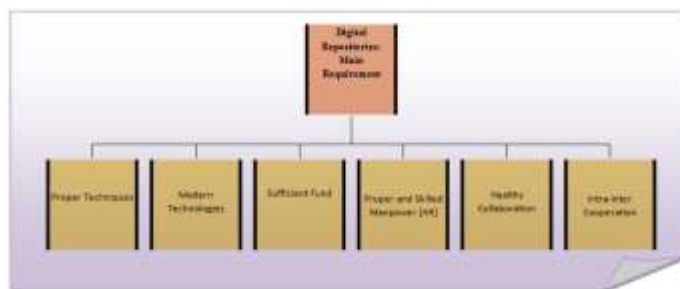 Digital
Repositories:
Main
Requirement
Proper Techniques
Modern
Technologies
Sufficient Fund
Proper and Skilled
Manpower [HR]
Healthy
Collaboration
Intra-Inter
Cooperation